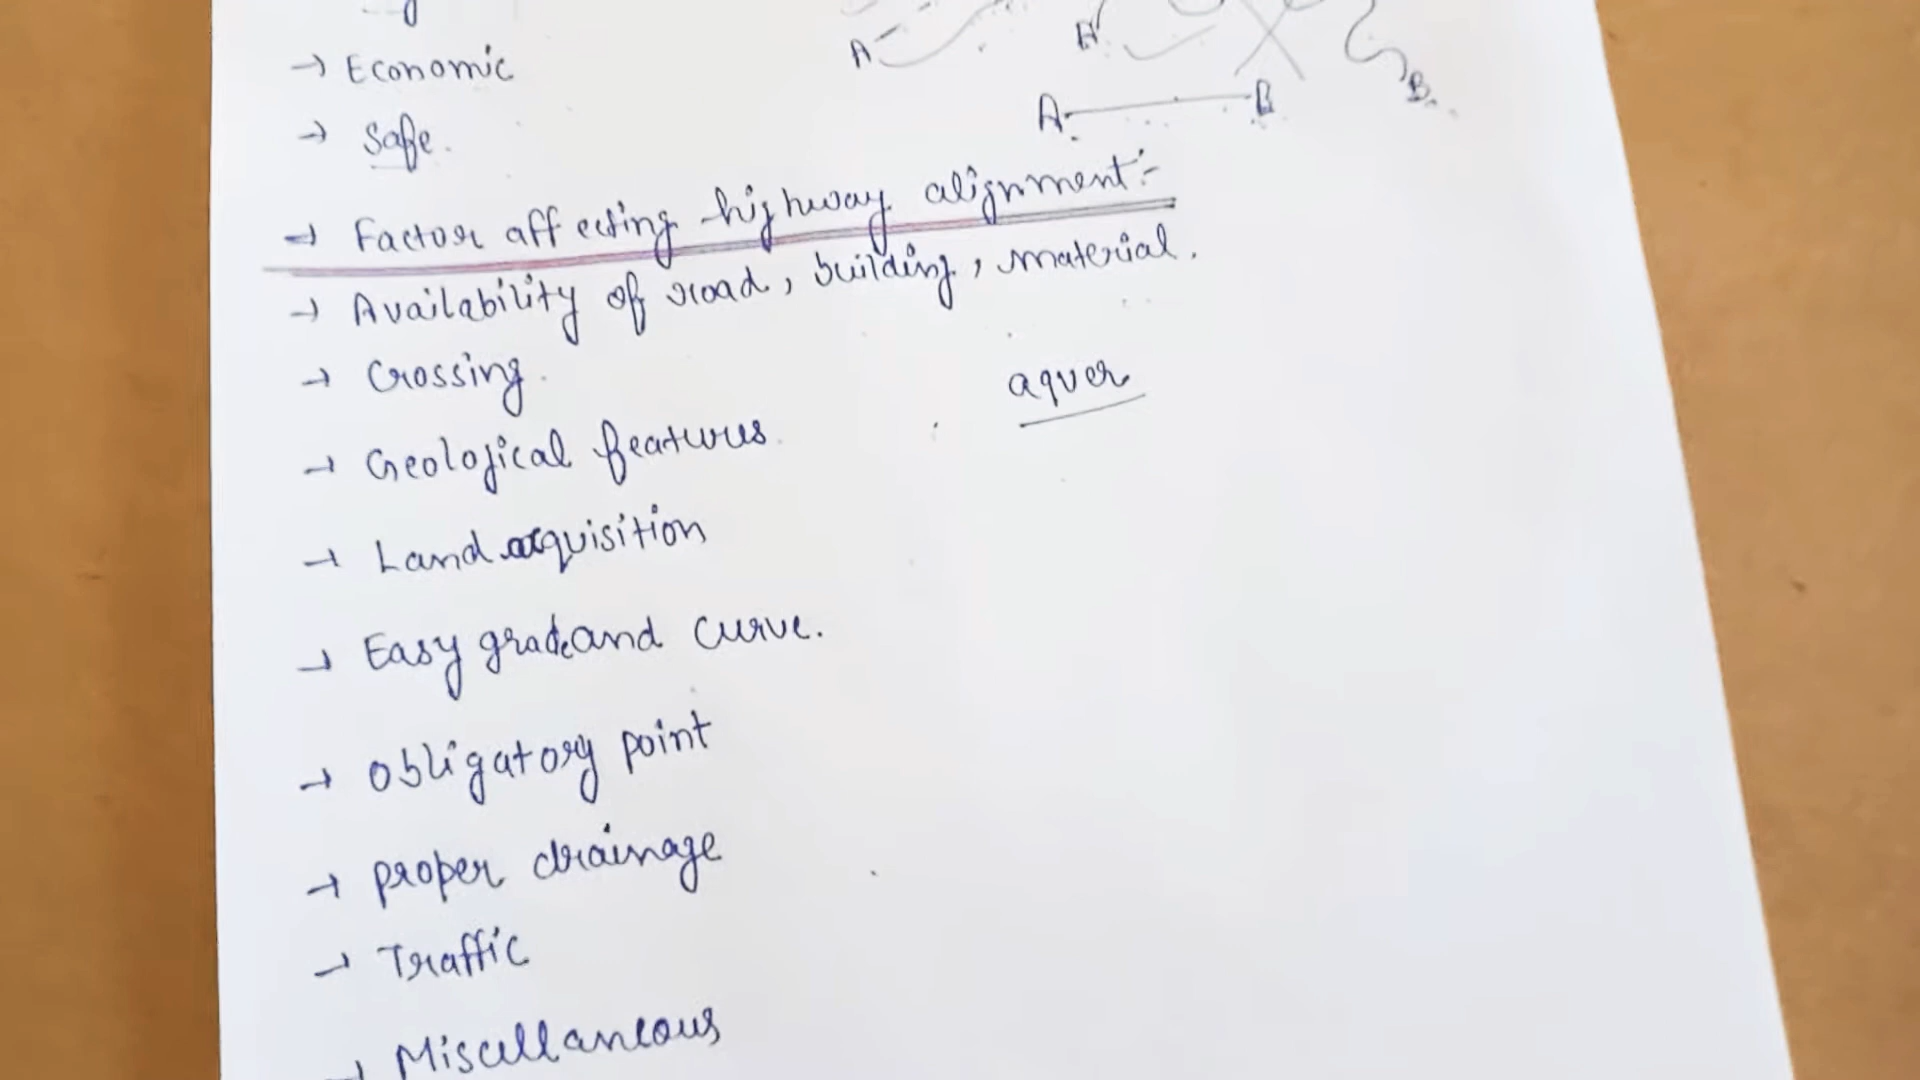 A
A
B.
→ Economic
A B
→ Safe.
→ Factor affecting highway alignment:-
→ Availability of road, building, material.
→ Crossing.
aquer
→ Geological features
→ Land acquisition
→ Easy grade and curve.
→ obligatory point
→ proper drainage
→ Traffic
→ Miscellaneous